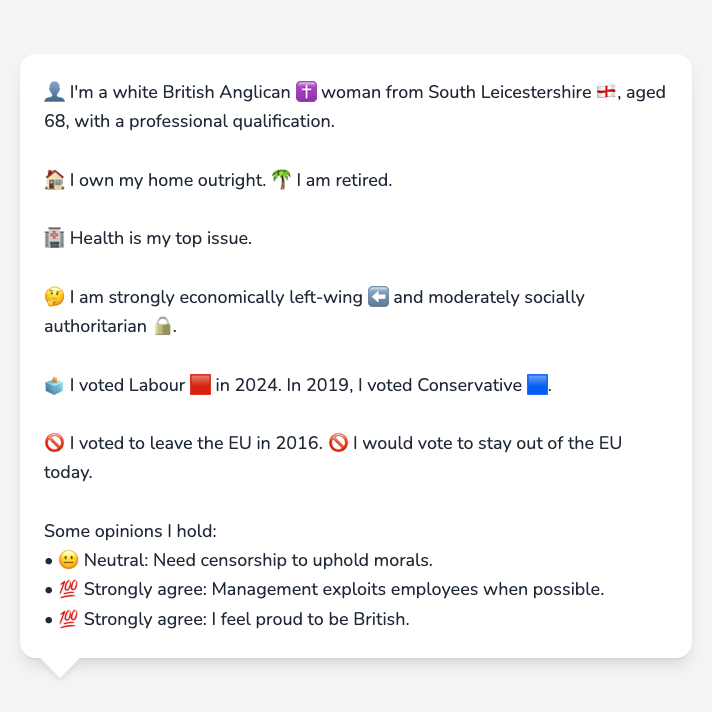 👤 I'm a white British Anglican ✝️ woman from South Leicestershire 🏴󠁧󠁢󠁥󠁮󠁧󠁿, aged
68, with a professional qualification.
🏠 I own my home outright. 🌴 I am retired.
🏥 Health is my top issue.
🤔 I am strongly economically left-wing ⬅️ and moderately socially
authoritarian 🔒.
🗳️ I voted Labour 🟥 in 2024. In 2019, I voted Conservative 🟦.
🚫 I voted to leave the EU in 2016. 🚫 I would vote to stay out of the EU
today.
Some opinions I hold:
• 😐 Neutral: Need censorship to uphold morals.
• 💯 Strongly agree: Management exploits employees when possible.
• 💯 Strongly agree: I feel proud to be British.